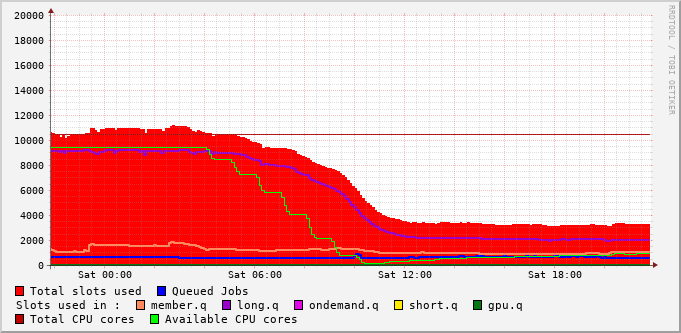 RRDTOOL / TOBI OETIKER
20000
18000
16000
14000
12000
10000
8000
6000
4000
2000
0
Sat 00:00 Sat 06:00 Sat 12:00 Sat 18:00
Total slots used Queued Jobs
Slots used in : member.q long.q ondemand.q short.q gpu.q
Total CPU cores Available CPU cores